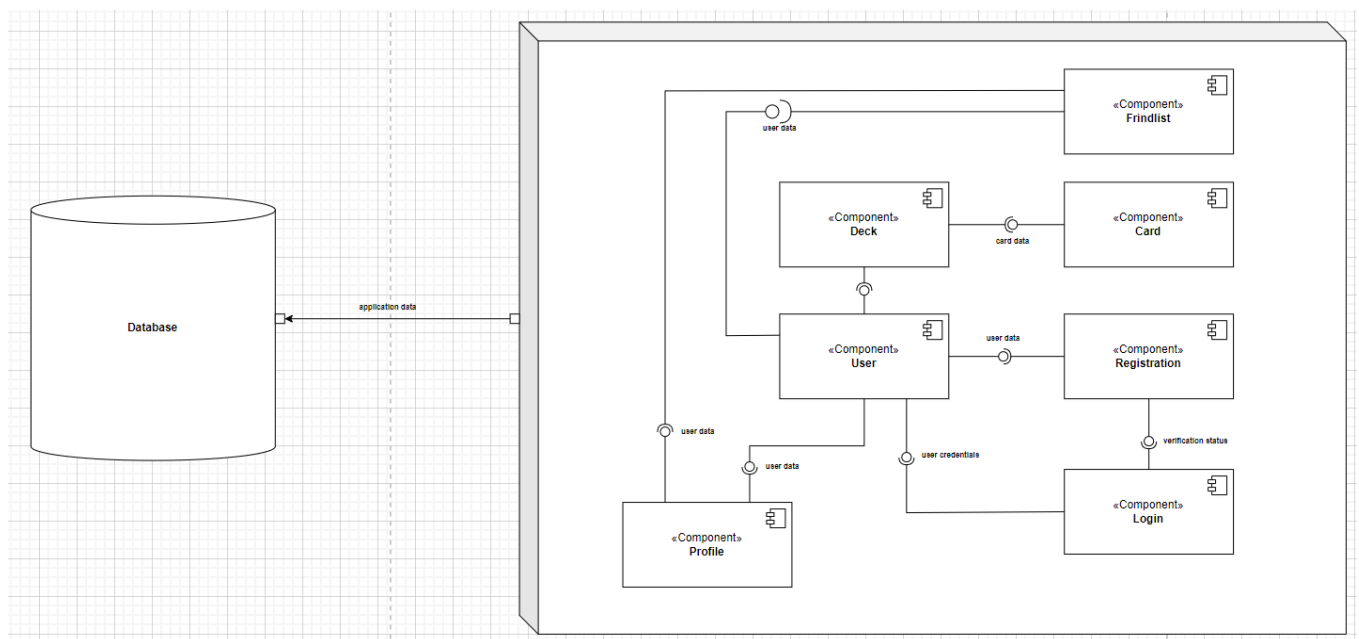 «Component»
Frindlist
user data
«Component»
Deck
card data
«Component»
Card
application data
Database
«Component»
User
user data
«Component»
Registration
user data
user data
user credentials
verification status
«Component»
Login
«Component»
Profile